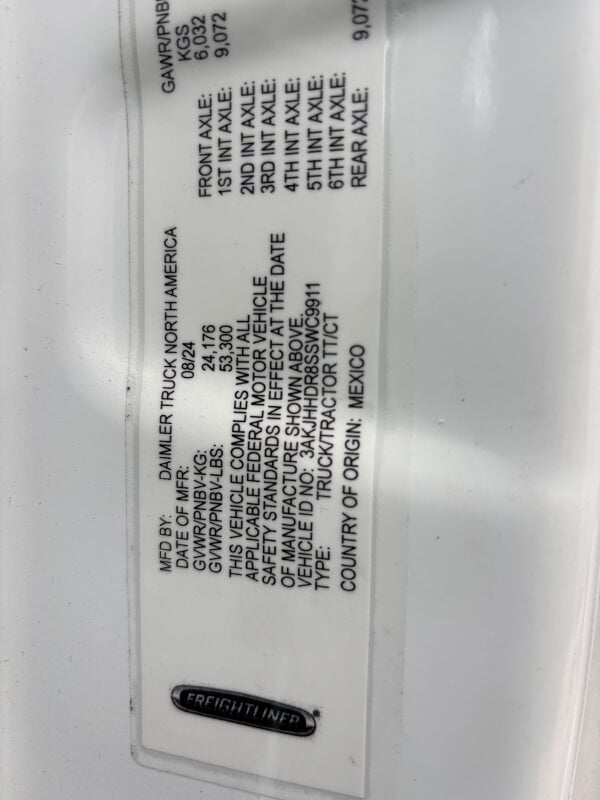 FREIGHTLINER®
MFD BY: DAIMLER TRUCK NORTH AMERICA
DATE OF MFR: 08/24
GVWR/PNBV-KG: 24,176
GVWR/PNBV-LBS: 53,300
THIS VEHICLE COMPLIES WITH ALL
APPLICABLE FEDERAL MOTOR VEHICLE
SAFETY STANDARDS IN EFFECT AT THE DATE
OF MANUFACTURE SHOWN ABOVE.
VEHICLE ID NO: 3AKJHHDR8SSWC9911
TYPE: TRUCK/TRACTOR TT/CT
COUNTRY OF ORIGIN: MEXICO
GAWR/PNB
KGS
FRONT AXLE: 6,032
1ST INT AXLE: 9,072
2ND INT AXLE:
3RD INT AXLE:
4TH INT AXLE:
5TH INT AXLE:
6TH INT AXLE:
REAR AXLE: 9,07